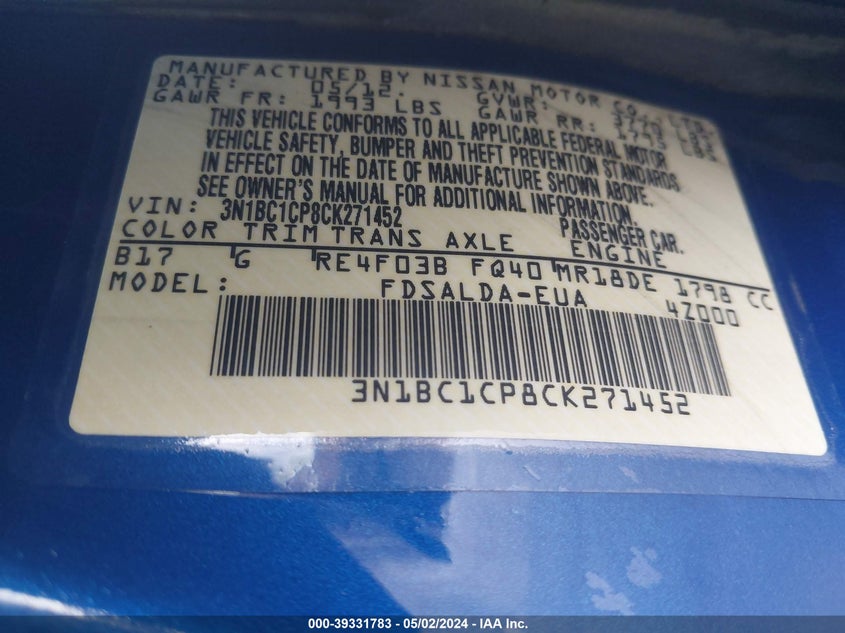 MANUFACTURED BY NISSAN MOTOR CO.,
DATE: 05/12. GVWR:
GAWR FR: 1993 LBS GAWR RR: 1775 LBS
THIS VEHICLE CONFORMS TO ALL APPLICABLE FEDERAL MOTOR
VEHICLE SAFETY, BUMPER AND THEFT PREVENTION STANDARDS
IN EFFECT ON THE DATE OF MANUFACTURE SHOWN ABOVE.
SEE OWNER'S MANUAL FOR ADDITIONAL INFORMATION.
VIN: 3N1BC1CP8CK271452 PASSENGER CAR.
COLOR TRIM TRANS AXLE ENGINE
B17 G RE4F03B FQ40 MR18DE 1798 CC
MODEL: FDSALDA-EUA 4Z000
3N1BC1CP8CK271452
000-39331783 - 05/02/2024 - IAA Inc.